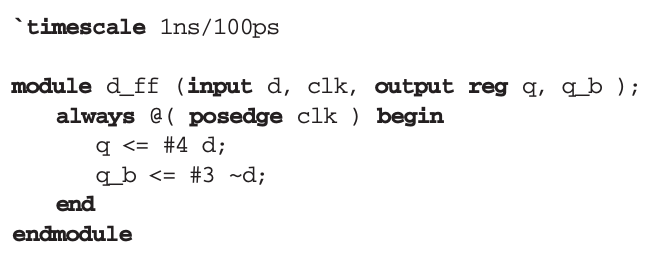 `timescale 1ns/100ps
module d_ff (input d, clk, output reg q, q_b );
always @( posedge clk ) begin
q <= #4 d;
q_b <= #3 ~d;
end
endmodule